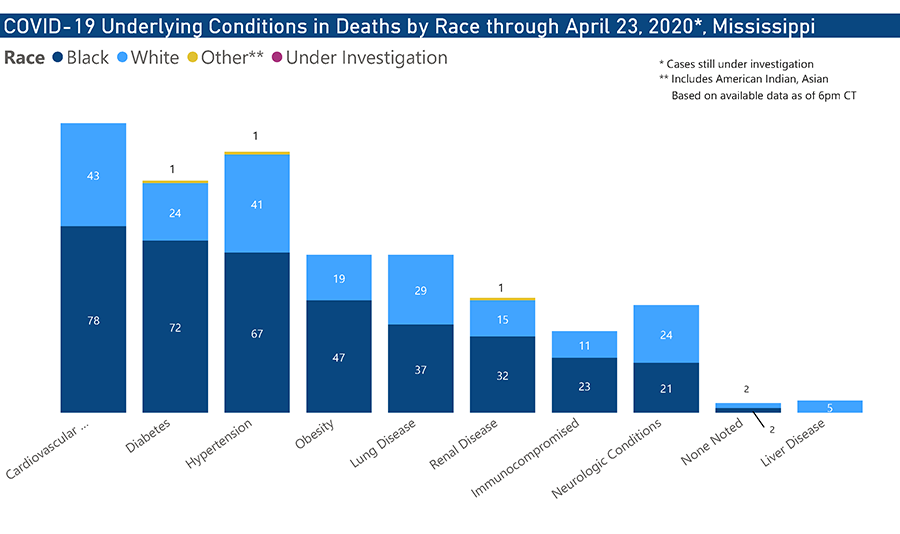 COVID-19 Underlying Conditions in Deaths by Race through April 23, 2020*, Mississippi
Race Black White Other** Under Investigation
* Cases still under investigation
** Includes American Indian, Asian
Based on available data as of 6pm CT
43
78
1
24
72
1
41
67
19
47
29
37
1
15
32
11
23
24
21
2
2
5
Cardiovascular ...
Diabetes
Hypertension
Obesity
Lung Disease
Renal Disease
Immunocompromised
Neurologic Conditions
None Noted
Liver Disease